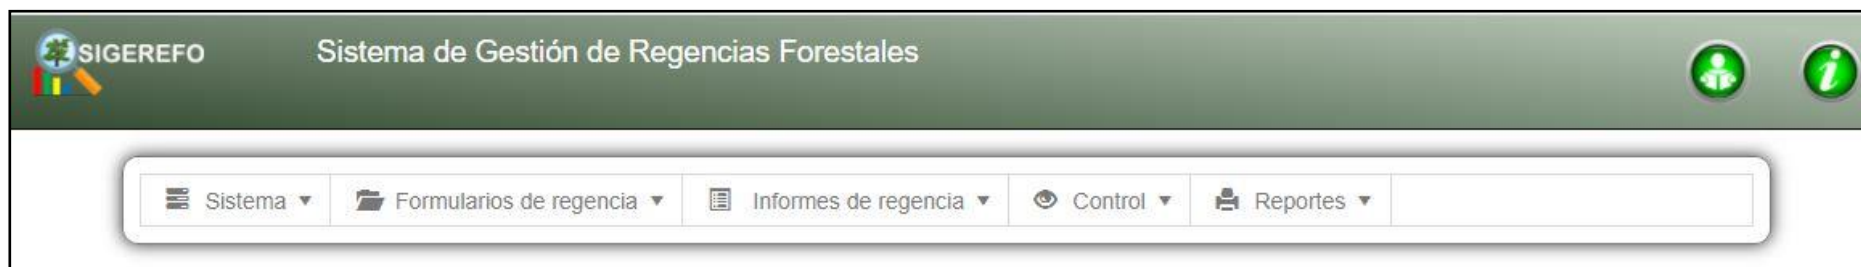 SIGEREFO
Sistema de Gestión de Regencias Forestales
Sistema Formularios de regencia Informes de regencia Control Reportes